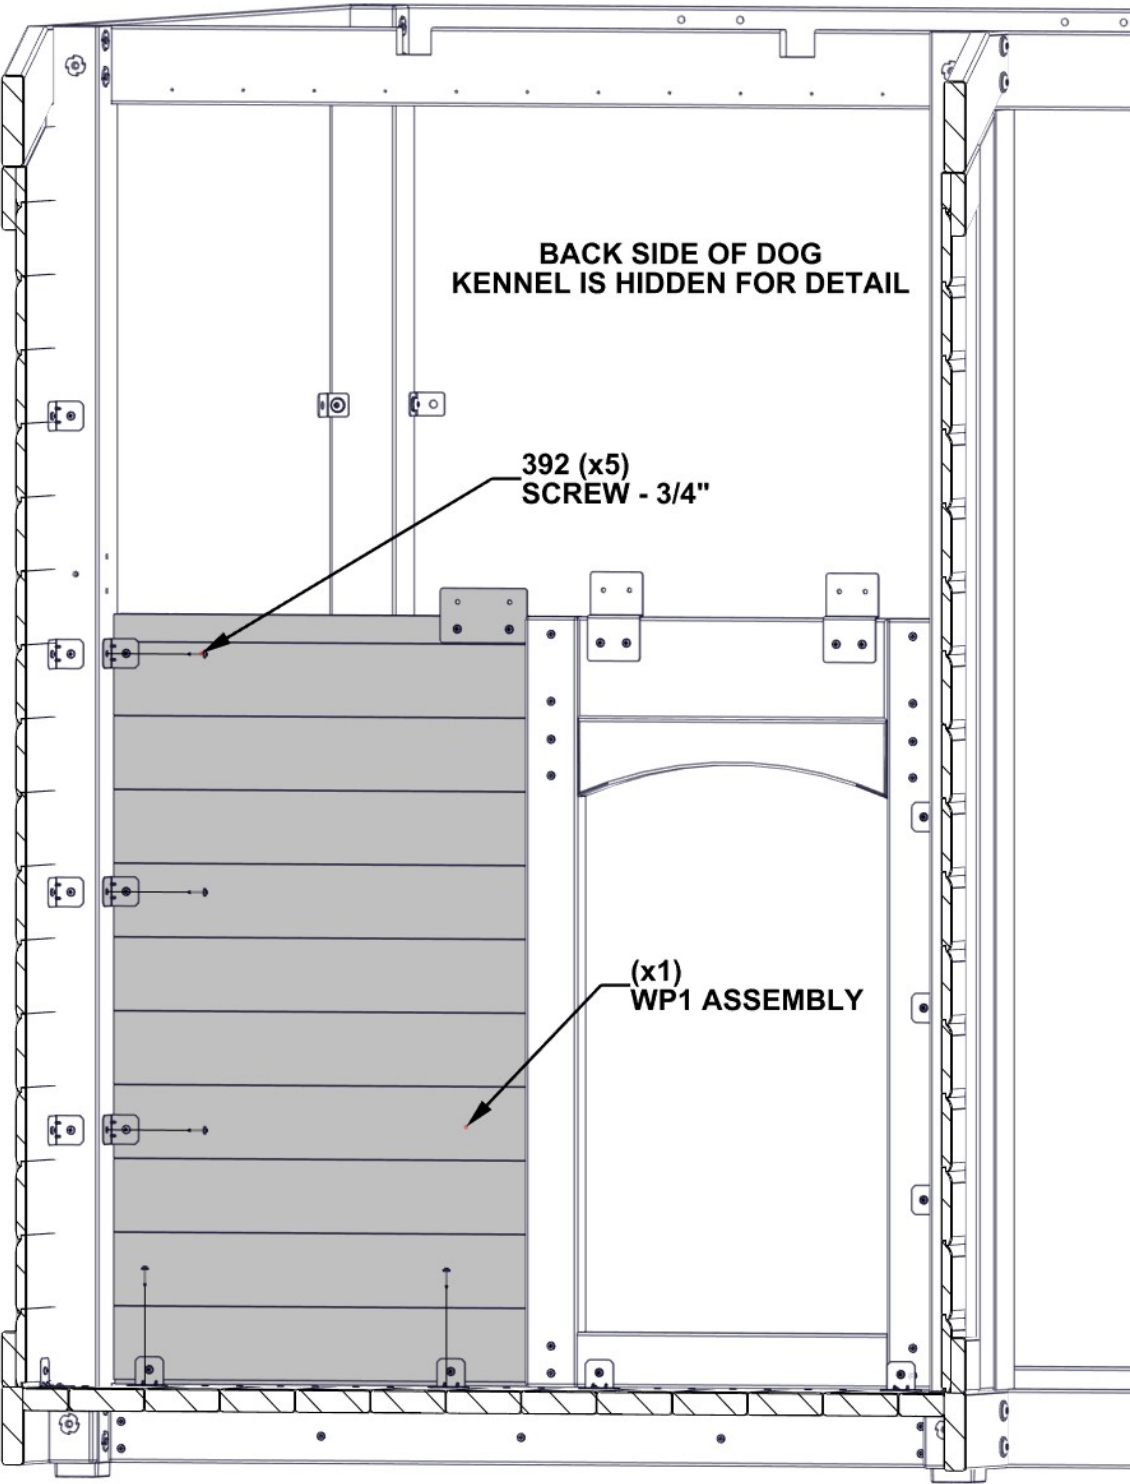 BACK SIDE OF DOG
KENNEL IS HIDDEN FOR DETAIL
392 (x5)
SCREW - 3/4"
(x1)
WP1 ASSEMBLY